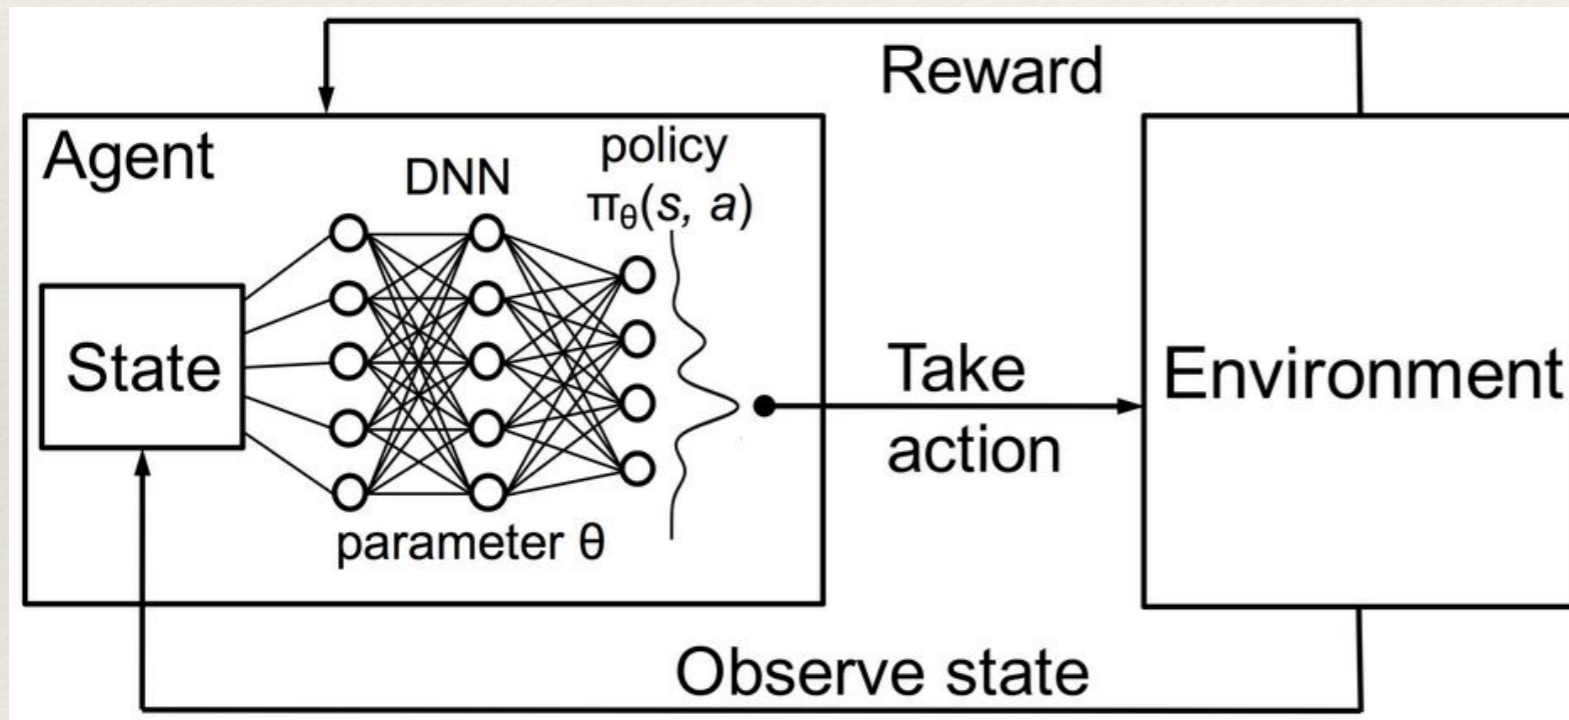 Reward
Agent
DNN
policy
πθ(s, a)
State
parameter θ
Take
action
Environment
Observe state